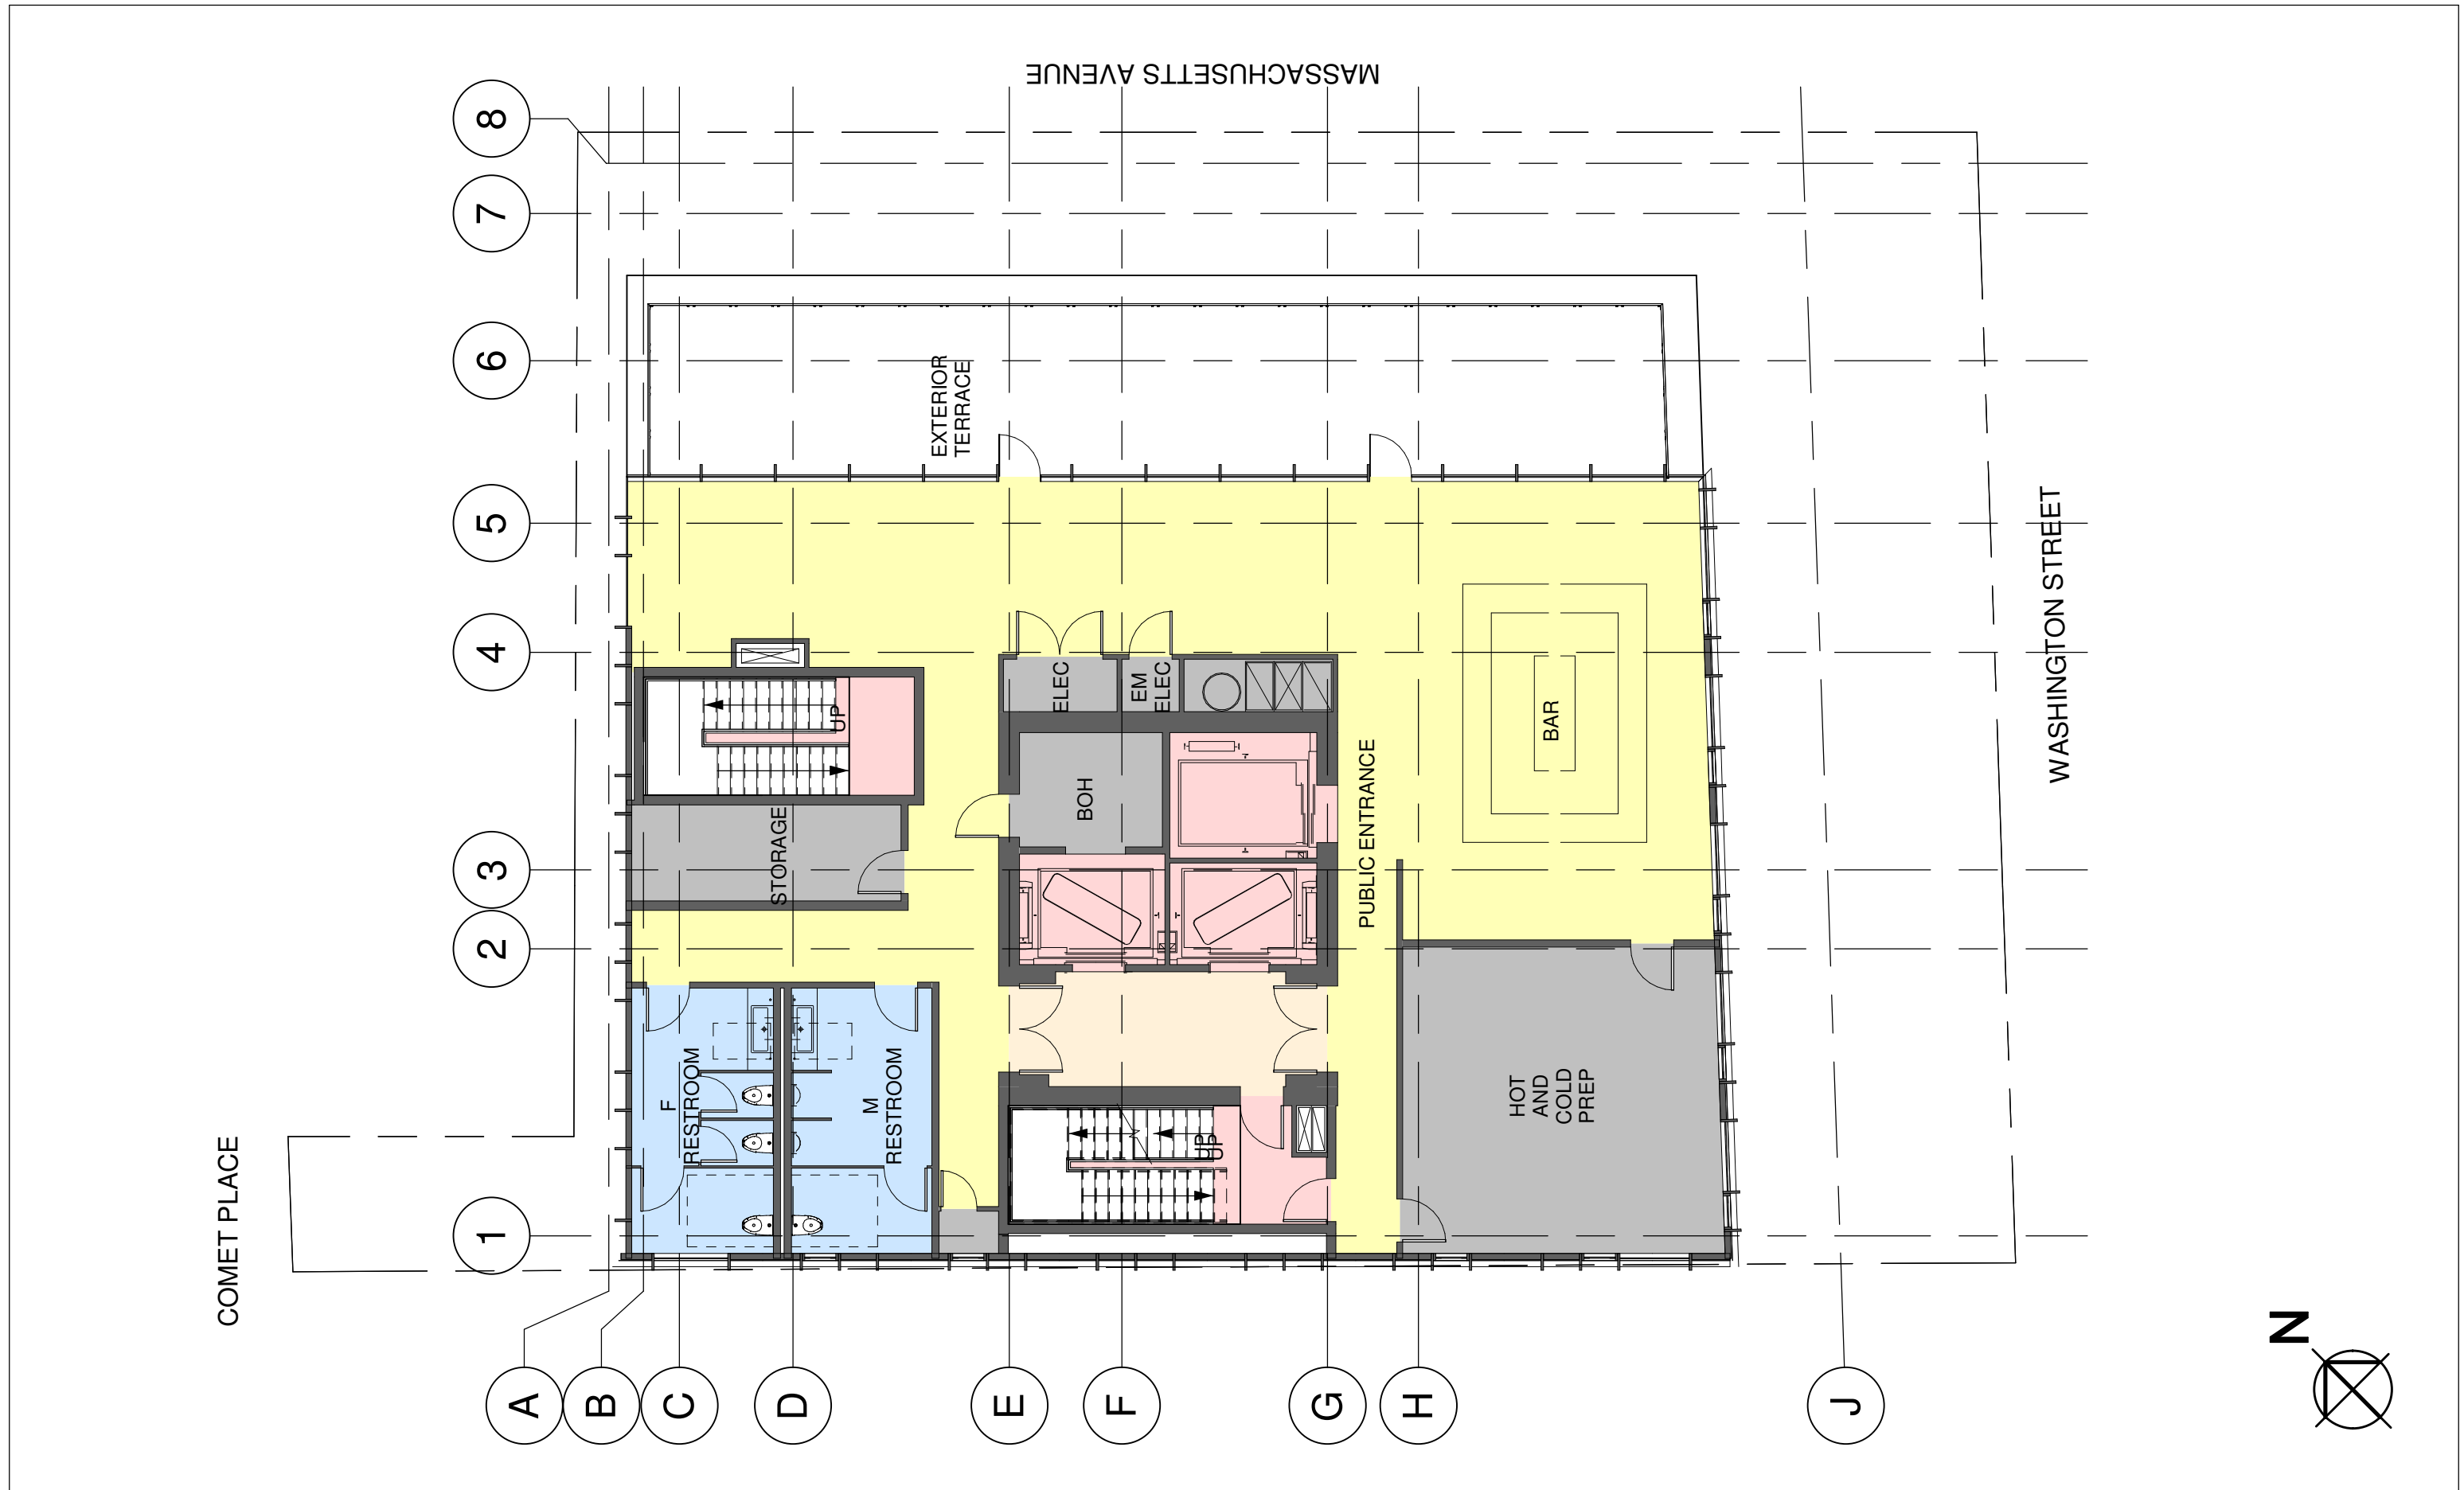 MASSACHUSETTS AVENUE
8
7
6
5
4
3
2
1
EXTERIOR
TERRACE
WASHINGTON STREET
ELEC
EM
ELEC
UP
BOH
STORAGE
PUBLIC ENTRANCE
BAR
F
RESTROOM
M
RESTROOM
UP
UP
HOT
AND
COLD
PREP
COMET PLACE
A
B
C
D
E
F
G
H
J
N